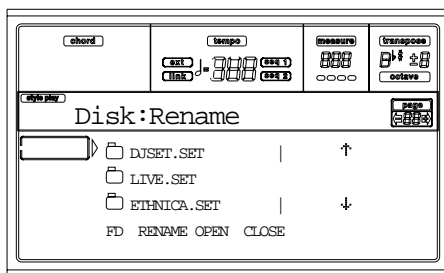 chord tempo measure transpose
ext seq 1
link seq 2
octave
style play page
Disk:Rename
DJSET.SET
LIVE.SET
ETHNICA.SET
FD RENAME OPEN CLOSE